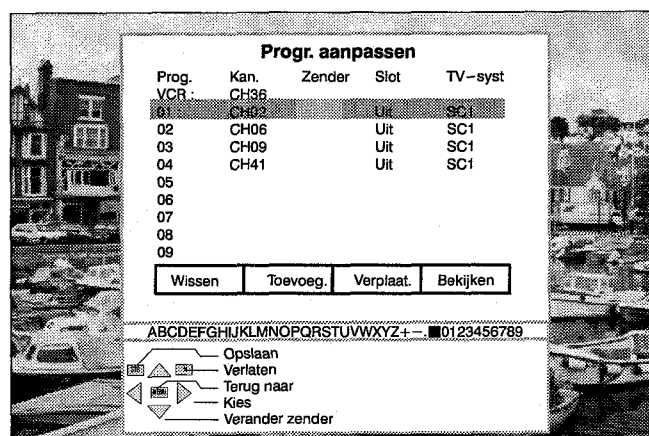 Progr. aanpassen
Prog. Kan. Zender Slot TV-syst
VCR : CH36
01 CH02 Uit SC1
02 CH06 Uit SC1
03 CH09 Uit SC1
04 CH41 Uit SC1
05
06
07
08
09
Wissen Toevoeg. Verplaat. Bekijken
ABCDEFGHIJKLMNOPQRSTUVWXYZ+−.■0123456789
Opslaan
Verlaten
Terug naar
MENU
Kies
Verander zender